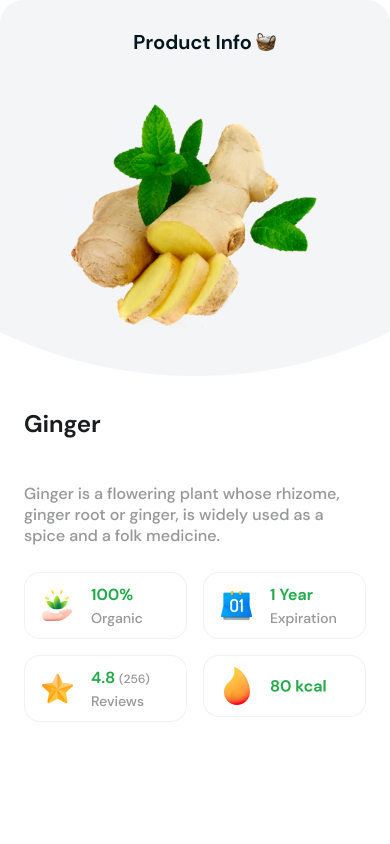 Product Info
Ginger
Ginger is a flowering plant whose rhizome,
ginger root or ginger, is widely used as a
spice and a folk medicine.
100%
Organic
01
1 Year
Expiration
4.8 (256)
Reviews
80 kcal